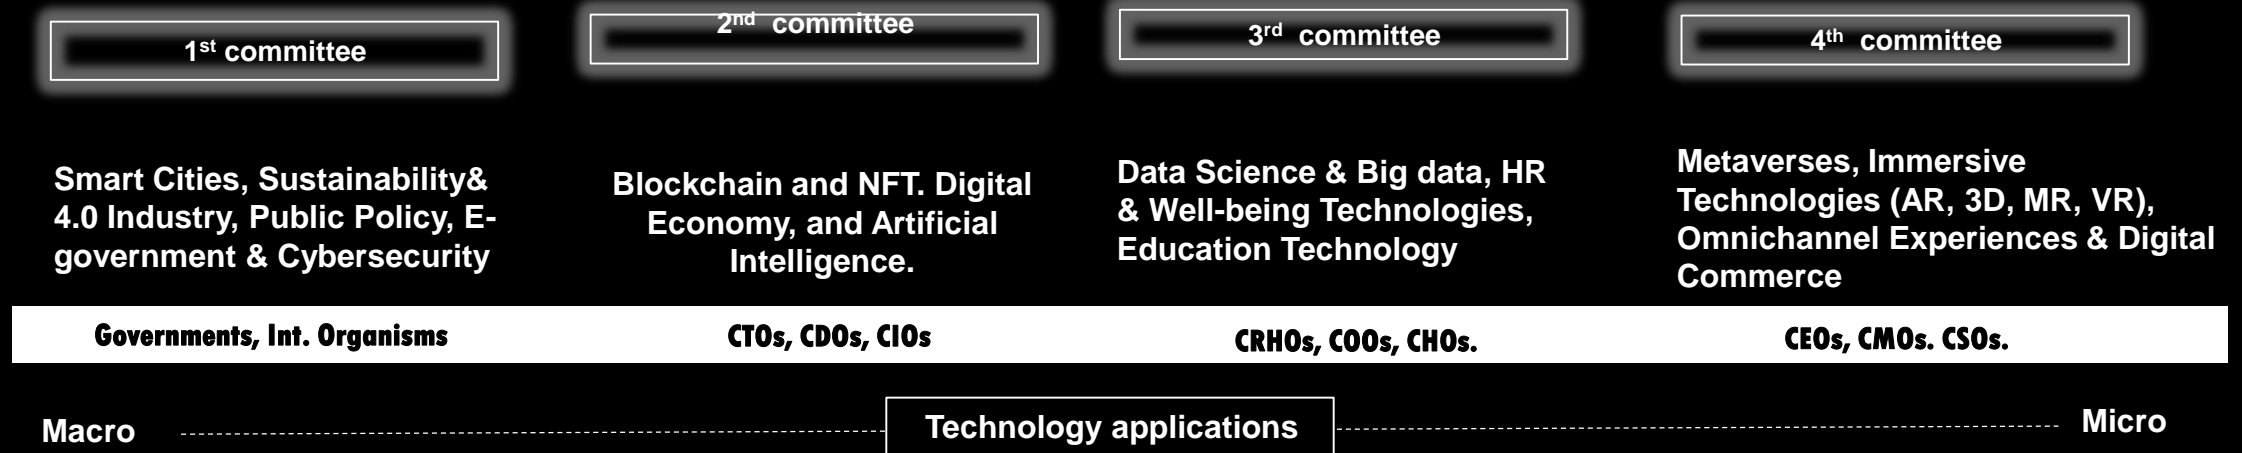 1st committee
2nd committee
3rd committee
4th committee
Smart Cities, Sustainability&
4.0 Industry, Public Policy, E-
government & Cybersecurity
Blockchain and NFT. Digital
Economy, and Artificial
Intelligence.
Data Science & Big data, HR
& Well-being Technologies,
Education Technology
Metaverses, Immersive
Technologies (AR, 3D, MR, VR),
Omnichannel Experiences & Digital
Commerce
Governments, Int. Organisms
CTOs, CDOs, CIOs
CRHOs, COOs, CHOs.
CEOs, CMOs. CSOs.
Macro
Technology applications
Micro